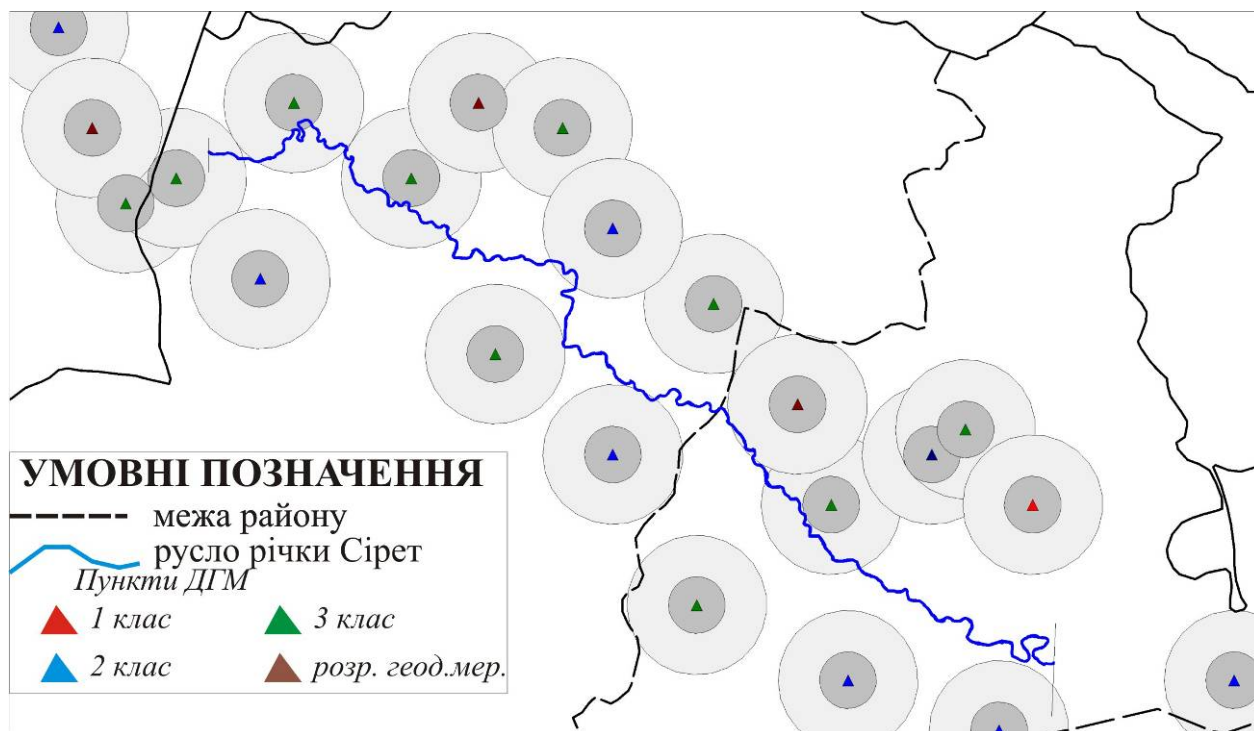 УМОВНІ ПОЗНАЧЕННЯ
межа району
русло річки Сірет
Пункти ДГМ
1 клас
3 клас
2 клас
розр. геод.мер.